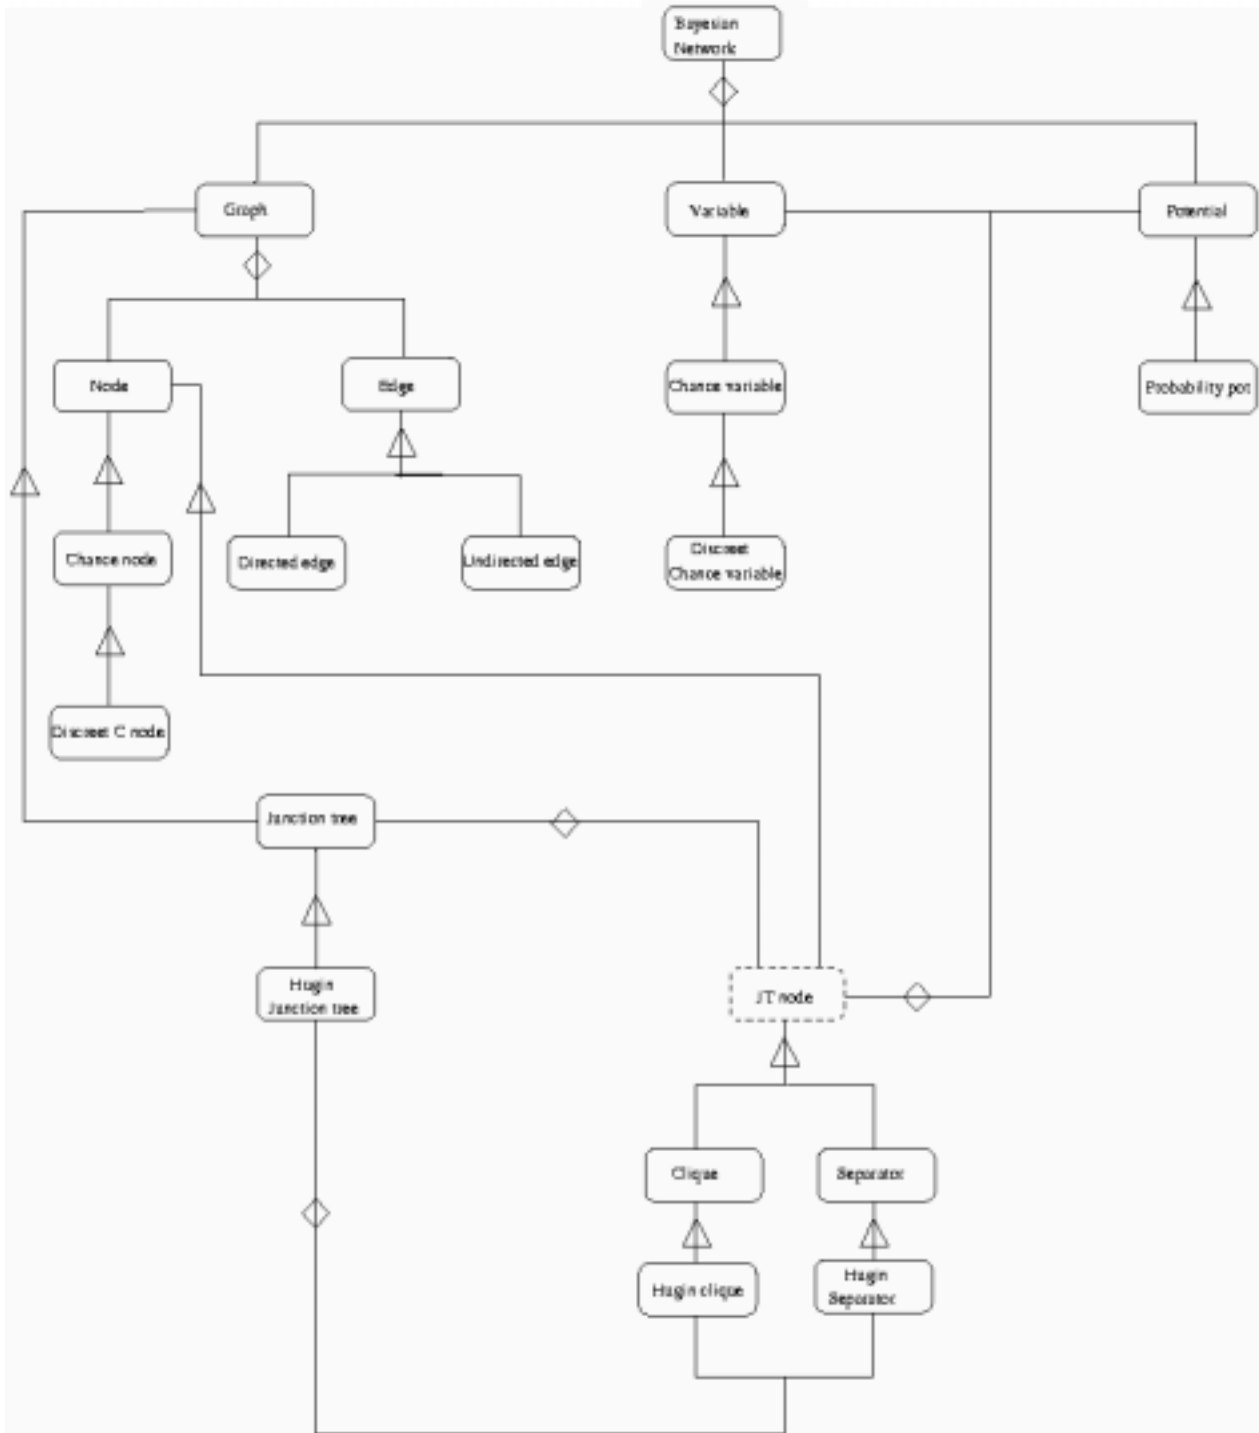 Bayesian
Network
Graph
Variable
Potential
Node
Edge
Chance variable
Probability pot
Chance node
Directed edge
Undirected edge
Discreet
Chance variable
Discreet C node
Junction tree
Hugin
Junction tree
JT node
Clique
Separator
Hugin clique
Hugin
Separator